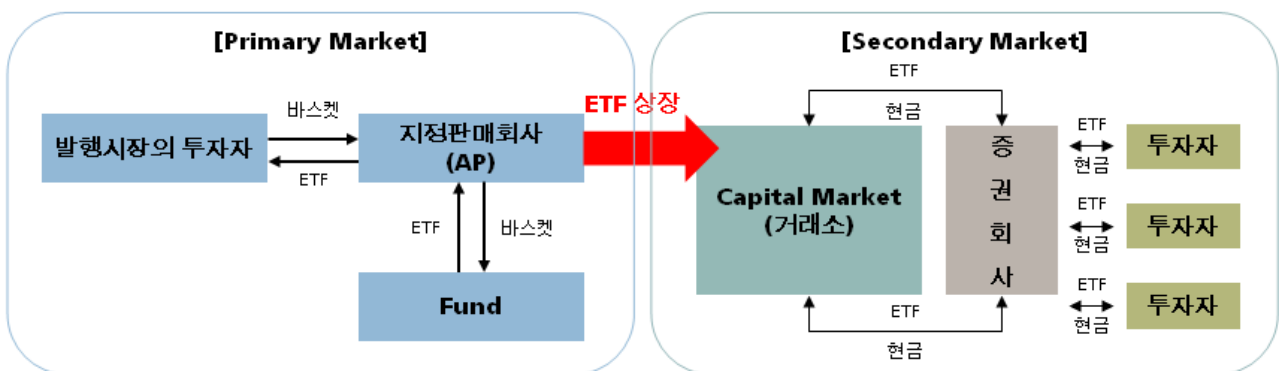 [Primary Market]
발행시장의 투자자
바스켓
ETF
지정판매회사
(AP)
ETF
바스켓
Fund
ETF 상장
[Secondary Market]
ETF
현금
Capital Market
(거래소)
증
권
회
사
ETF
현금
ETF
현금
투자자
ETF
현금
투자자
ETF
현금
투자자